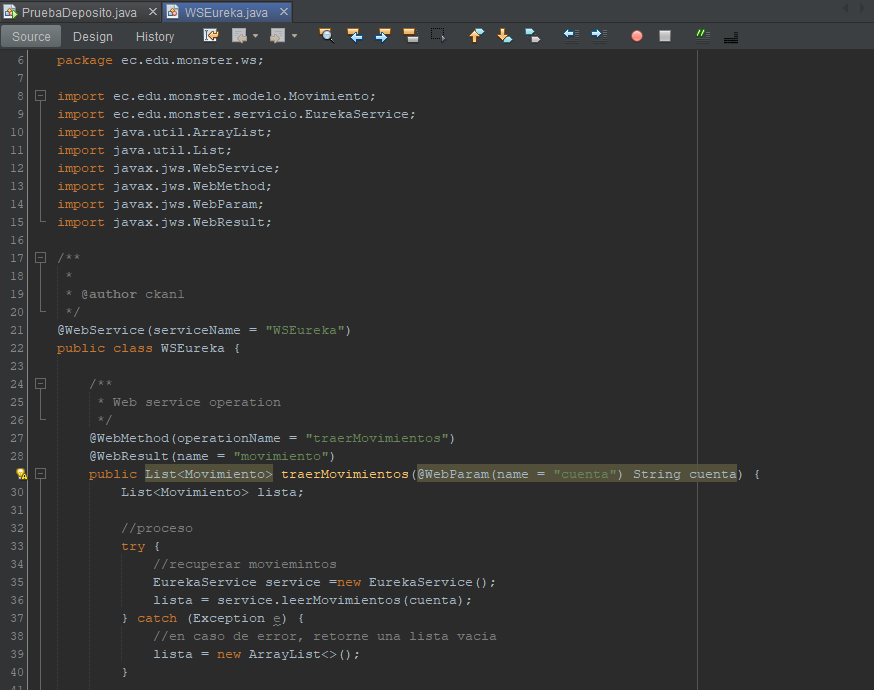 PruebaDeposito.java WSEureka.java
Source Design History
6 package ec.edu.monster.ws;
7
8 import ec.edu.monster.modelo.Movimiento;
9 import ec.edu.monster.servicio.EurekaService;
10 import java.util.ArrayList;
11 import java.util.List;
12 import javax.jws.WebService;
13 import javax.jws.WebMethod;
14 import javax.jws.WebParam;
15 import javax.jws.WebResult;
16
17 /**
18 *
19 * @author ckanl
20 */
21 @WebService(serviceName = "WSEureka")
22 public class WSEureka {
23
24 /**
25 * Web service operation
26 */
27 @WebMethod(operationName = "traerMovimientos")
28 @WebResult(name = "movimiento")
public List<Movimiento> traerMovimientos(@WebParam(name = "cuenta") String cuenta) {
30 List<Movimiento> lista;
31
32 //proceso
33 try {
34 //recuperar moviemintos
35 EurekaService service =new EurekaService();
36 lista = service.leerMovimientos(cuenta);
37 } catch (Exception e) {
38 //en caso de error, retorne una lista vacia
39 lista = new ArrayList<>();
40 }
41